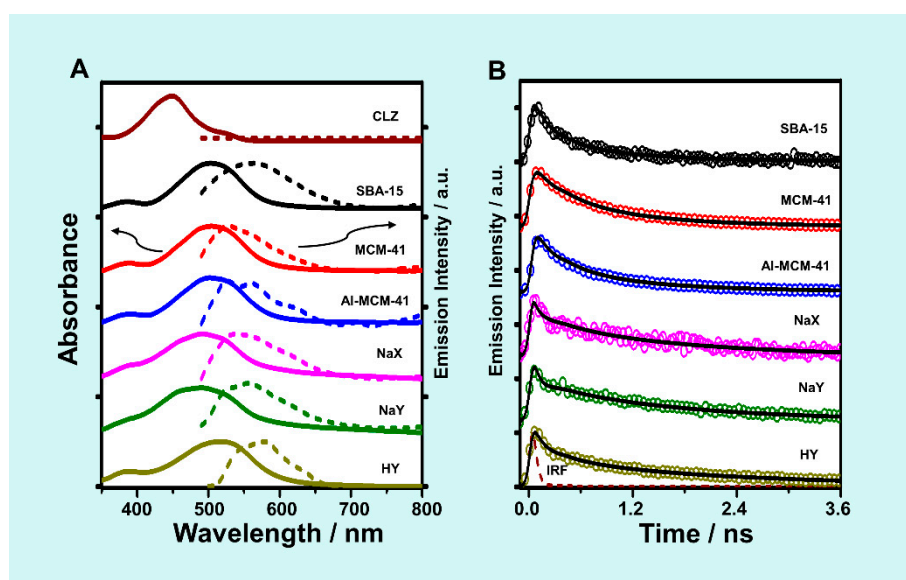 A
CLZ
SBA-15
MCM-41
Al-MCM-41
NaX
NaY
HY
Absorbance
Emission Intensity / a.u.
400 500 600 700 800
Wavelength / nm
B
SBA-15
MCM-41
Al-MCM-41
NaX
NaY
HY
IRF
Emission Intensity / a.u.
0.0 1.2 2.4 3.6
Time / ns